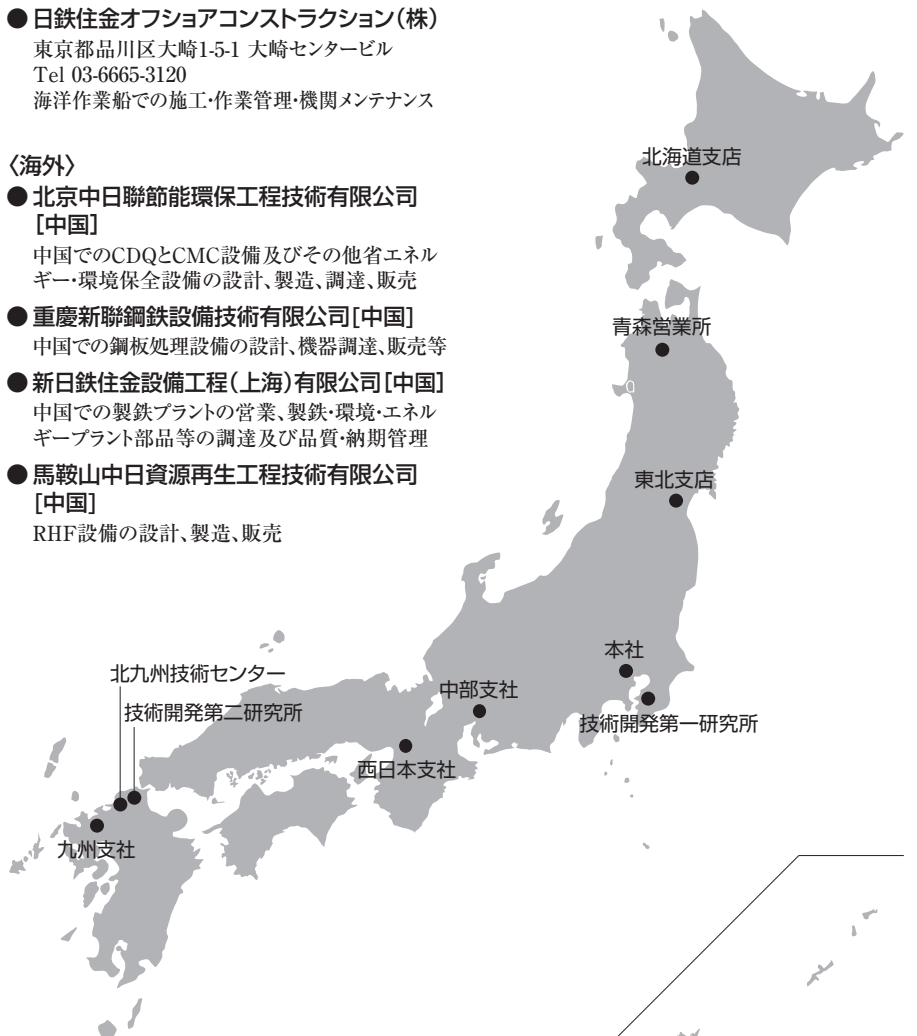 ● 日鉄住金オフショアコンストラクション(株)
東京都品川区大崎1-5-1 大崎センタービル
Tel 03-6665-3120
海洋作業船での施工・作業管理・機関メンテナンス
〈海外〉
● 北京中日聯節能環保工程技術有限公司
[中国]
中国でのCDQとCMC設備及びその他省エネル
ギー・環境保全設備の設計、製造、調達、販売
● 重慶新聯鋼鉄設備技術有限公司[中国]
中国での鋼板処理設備の設計、機器調達、販売等
● 新日鉄住金設備工程(上海)有限公司[中国]
中国での製鉄プラントの営業、製鉄・環境・エネル
ギープラント部品等の調達及び品質・納期管理
● 馬鞍山中日資源再生工程技術有限公司
[中国]
RHF設備の設計、製造、販売
北海道支店
青森営業所
東北支店
本社
北九州技術センター
中部支社
技術開発第二研究所
技術開発第一研究所
西日本支社
九州支社